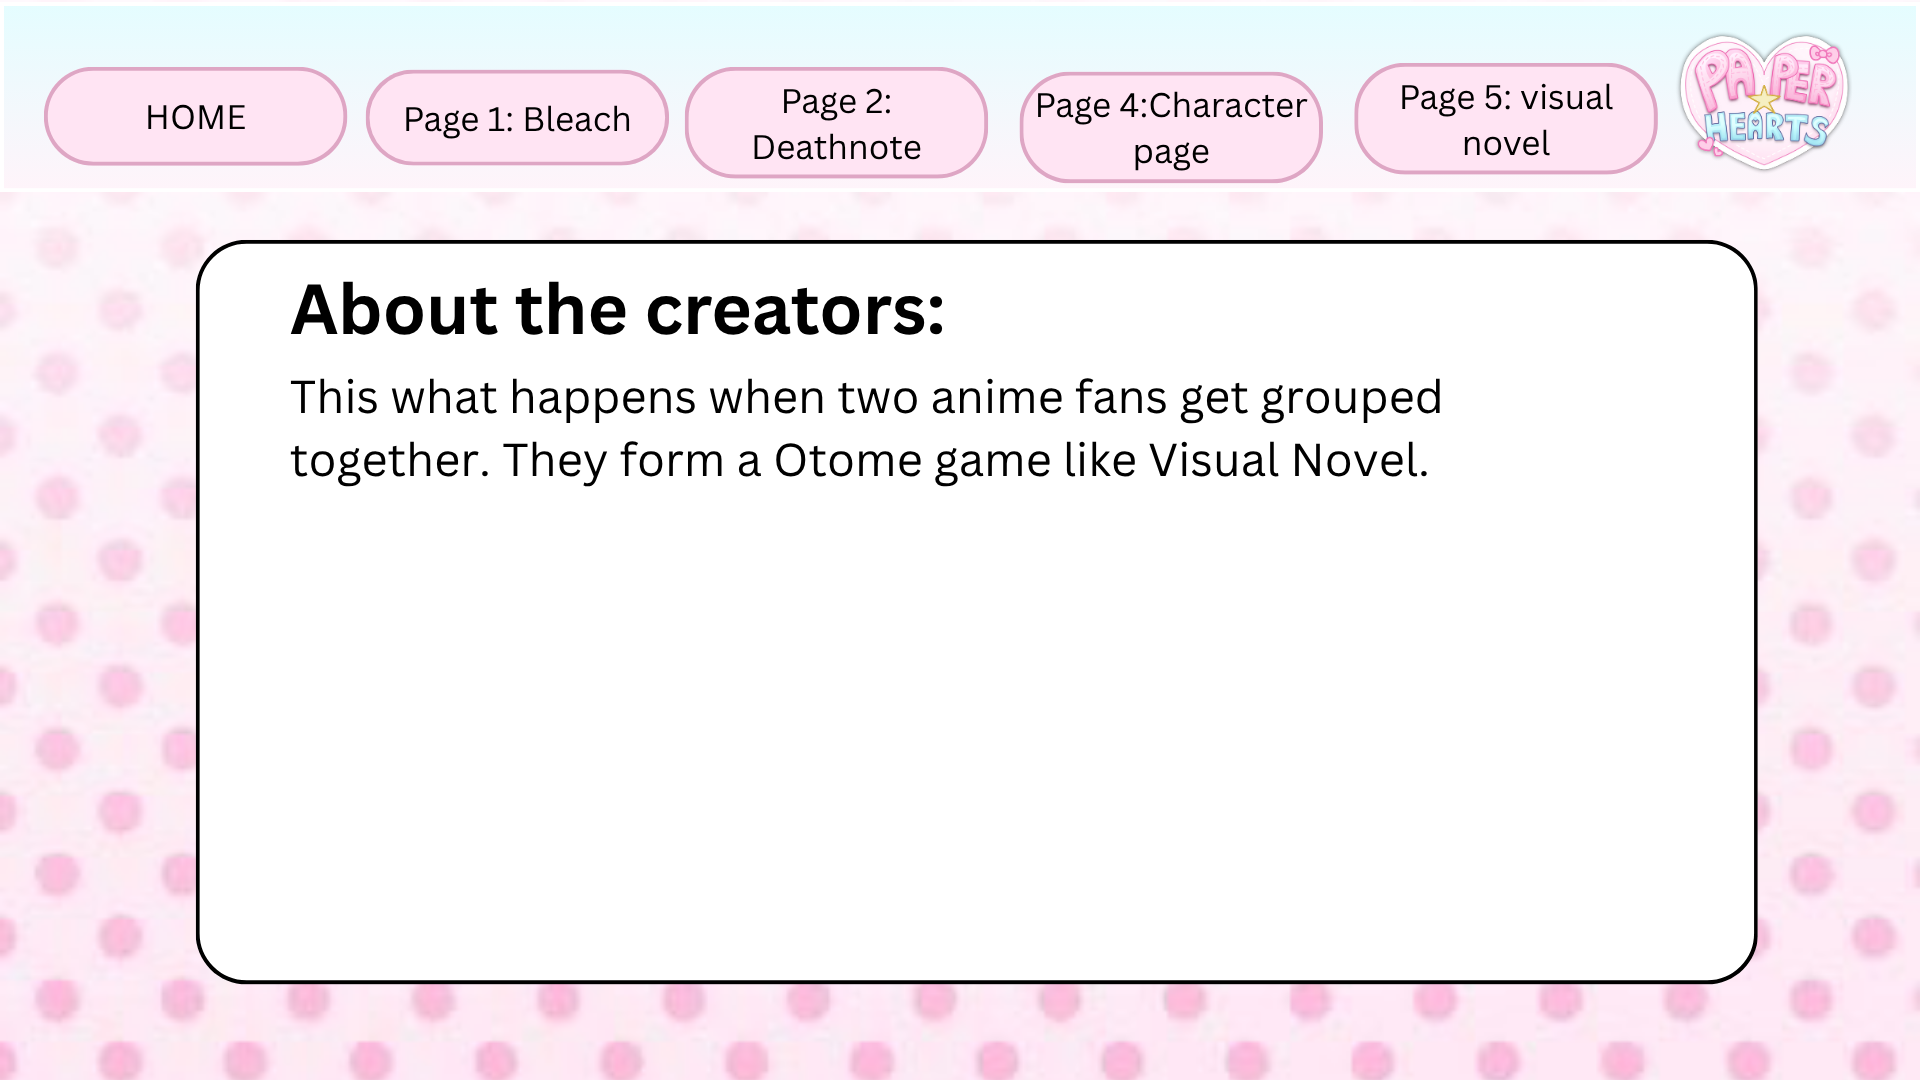 HOME
Page 1: Bleach
Page 2:
Deathnote
Page 4:Character
page
Page 5: visual
novel
PAPER
HEARTS
About the creators:
This what happens when two anime fans get grouped
together. They form a Otome game like Visual Novel.